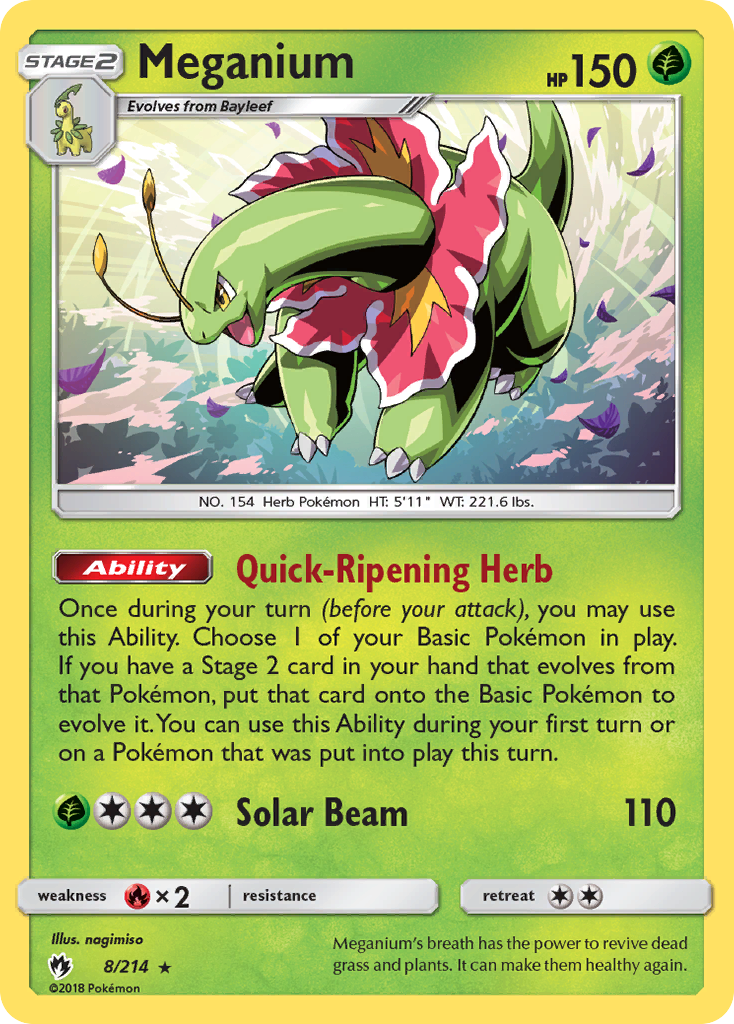 STAGE2 Meganium HP150
Evolves from Bayleef
NO. 154 Herb Pokémon HT: 5'11" WT: 221.6 lbs.
Ability Quick-Ripening Herb
Once during your turn (before your attack), you may use
this Ability. Choose 1 of your Basic Pokémon in play.
If you have a Stage 2 card in your hand that evolves from
that Pokémon, put that card onto the Basic Pokémon to
evolve it. You can use this Ability during your first turn or
on a Pokémon that was put into play this turn.
Solar Beam 110
weakness ×2 resistance retreat
Illus. nagimiso
8/214 ★
©2018 Pokémon
Meganium's breath has the power to revive dead
grass and plants. It can make them healthy again.